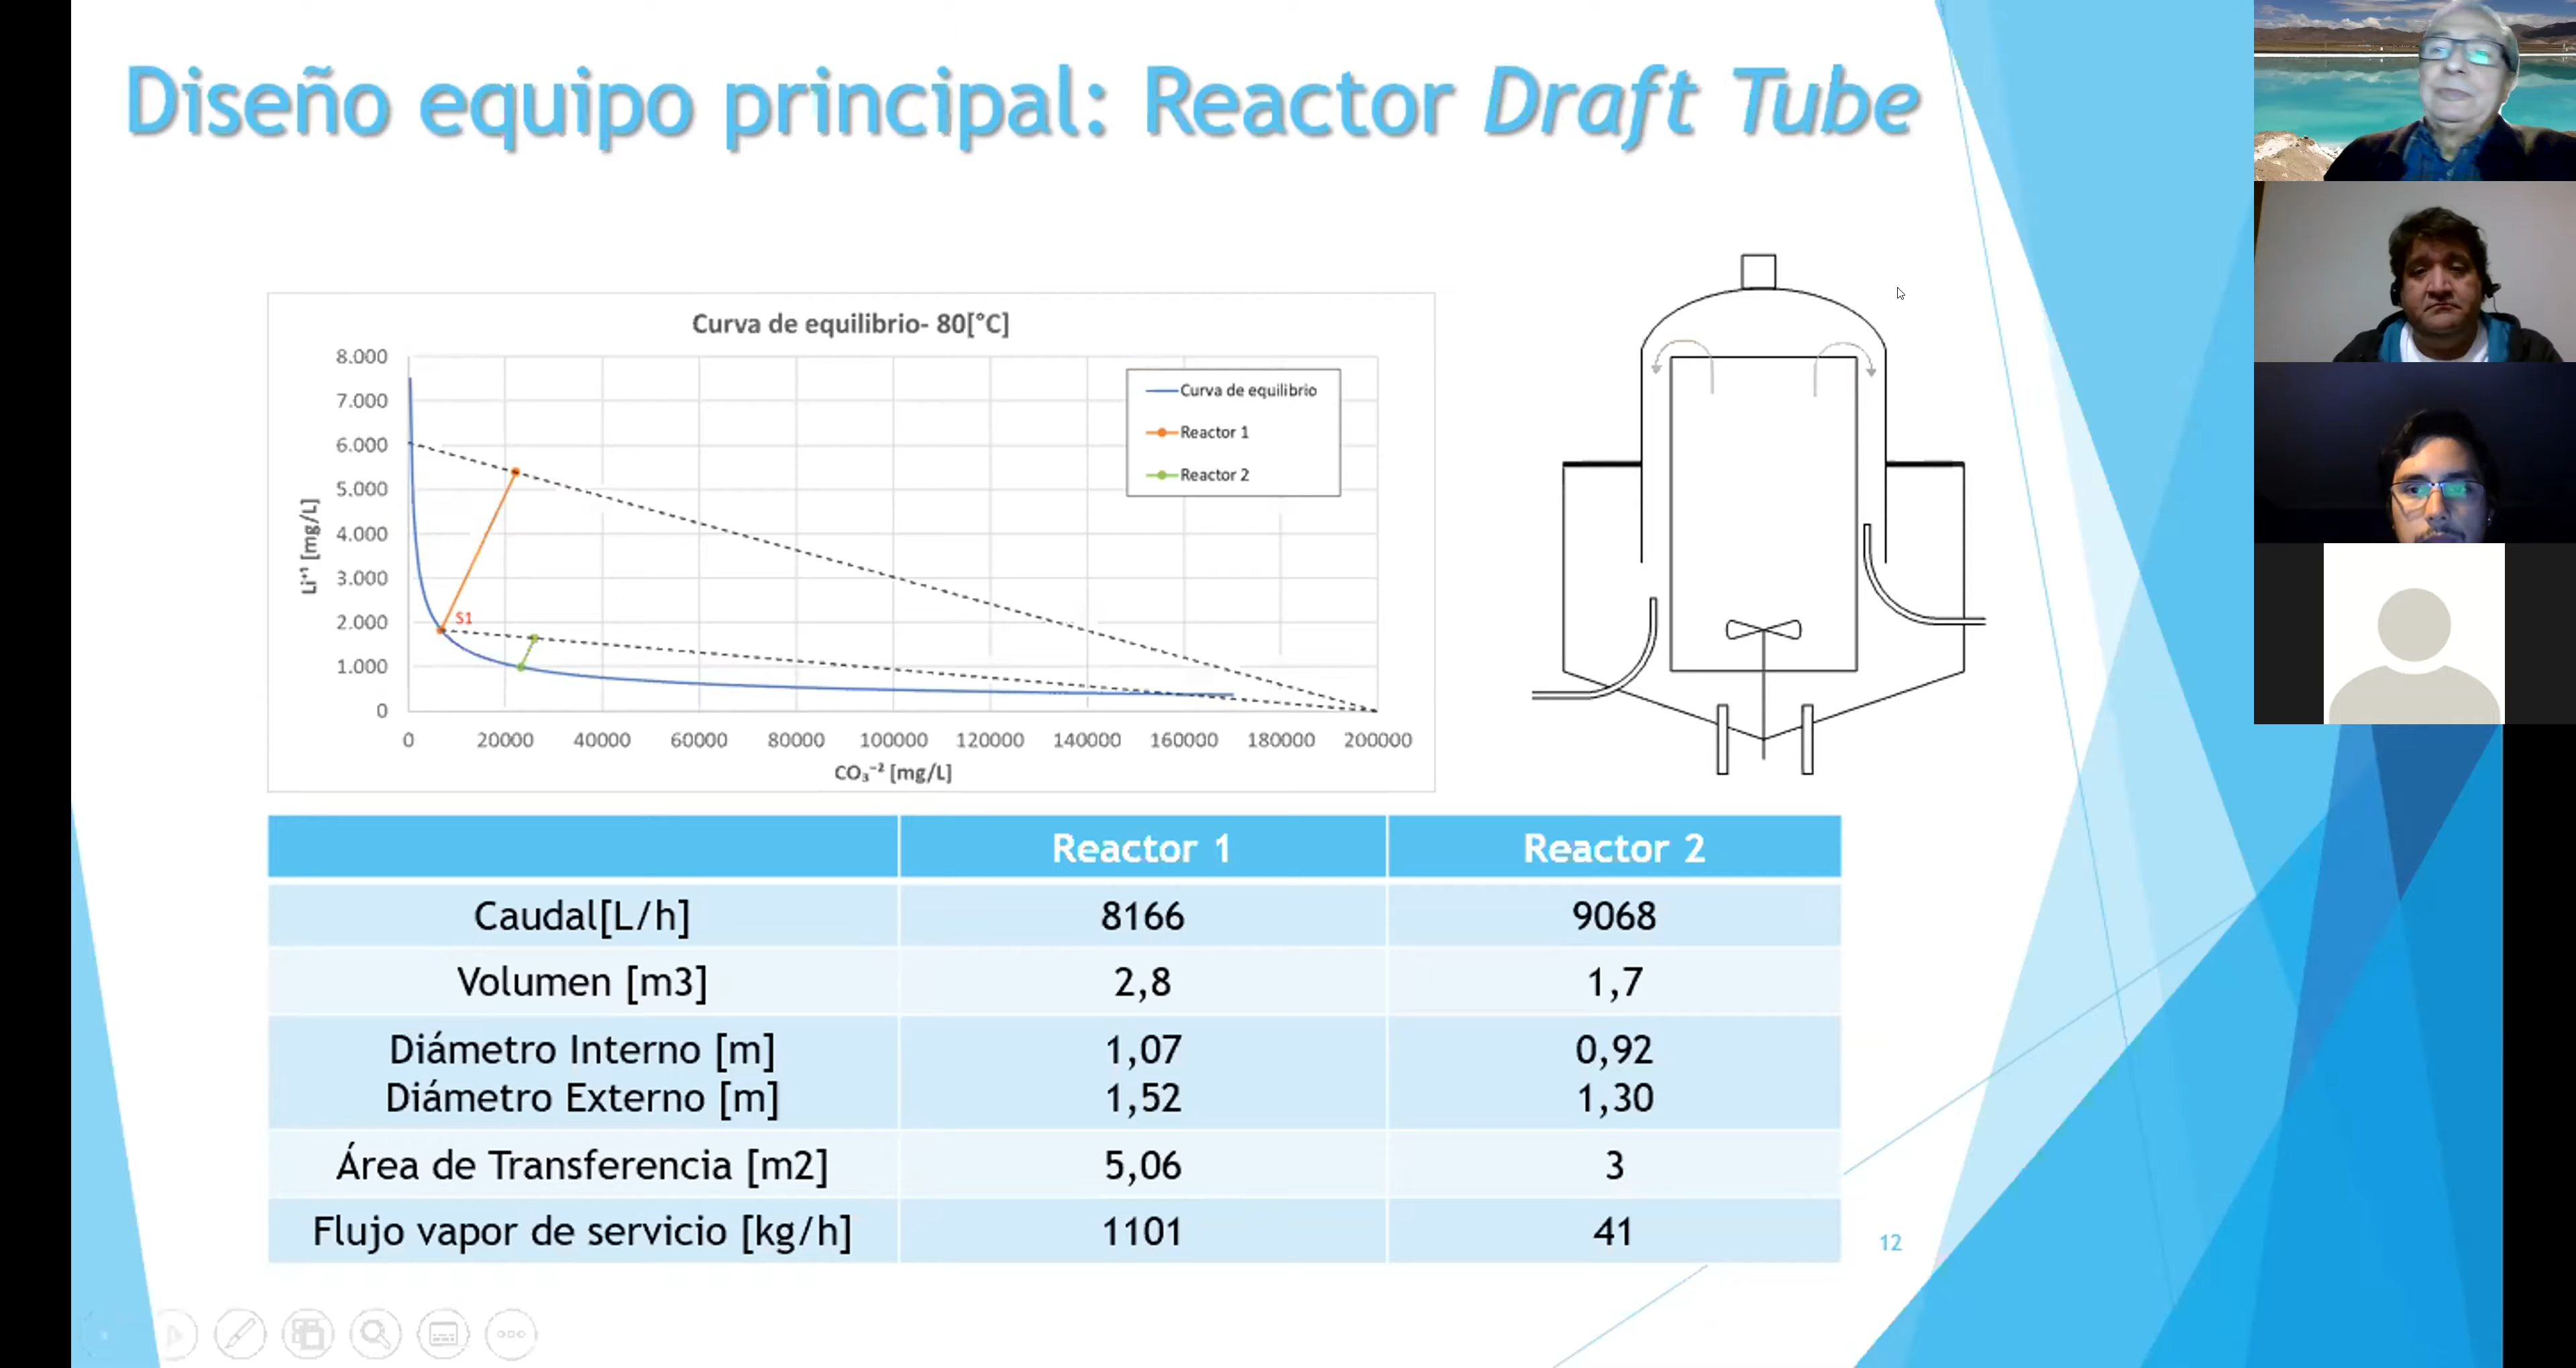 Diseño equipo principal: Reactor Draft Tube
Curva de equilibrio- 80[°C]
8.000
7.000
6.000
5.000
4.000
3.000
2.000
1.000
0
Li⁺¹ [mg/L]
Curva de equilibrio
Reactor 1
Reactor 2
S1
0 20000 40000 60000 80000 100000 120000 140000 160000 180000 200000
CO₃⁻² [mg/L]
Reactor 1 Reactor 2
Caudal[L/h] 8166 9068
Volumen [m3] 2,8 1,7
Diámetro Interno [m] 1,07 0,92
Diámetro Externo [m] 1,52 1,30
Área de Transferencia [m2] 5,06 3
Flujo vapor de servicio [kg/h] 1101 41
12